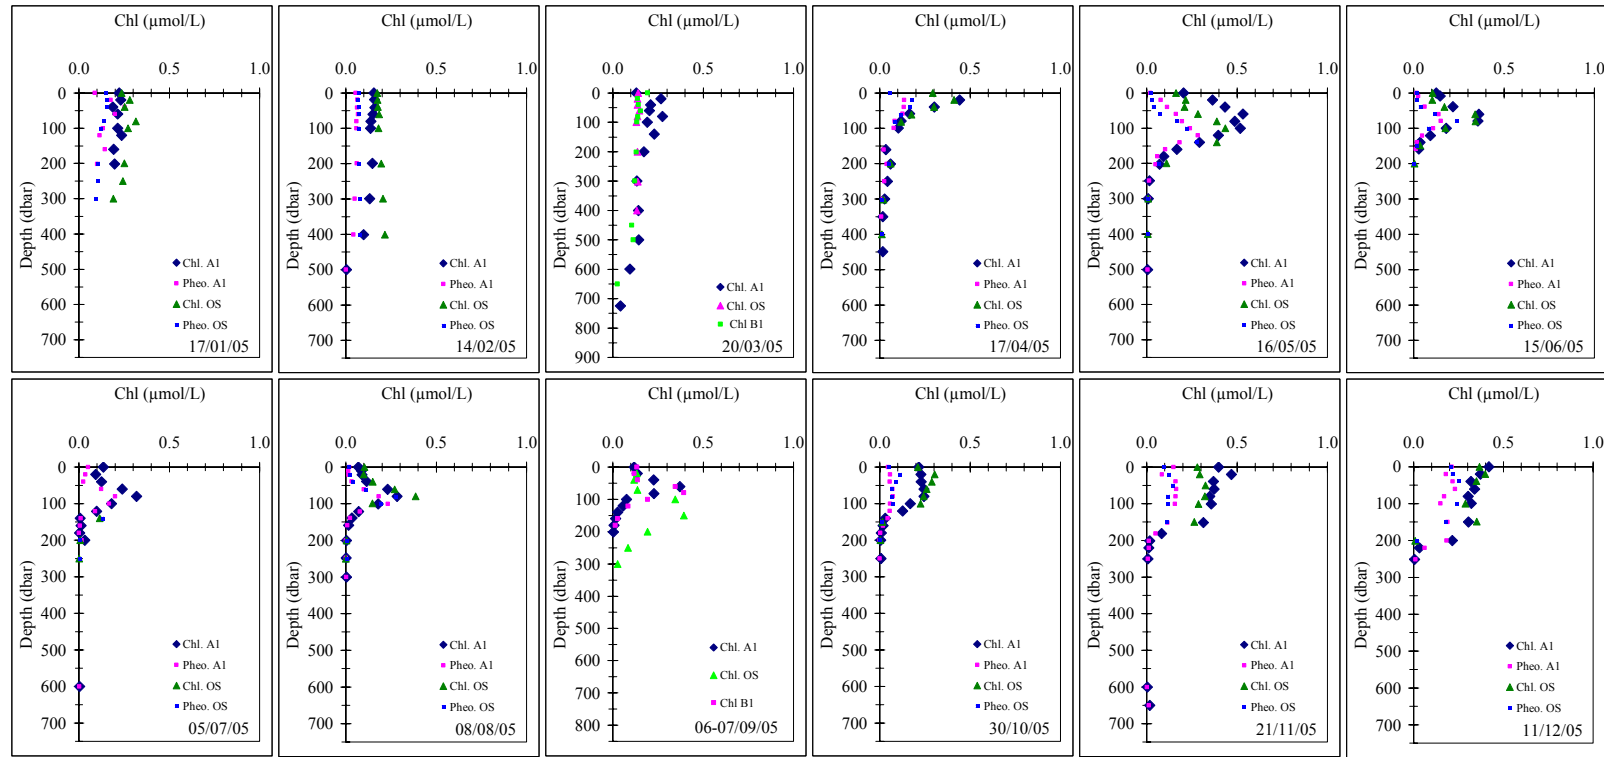 Chl (µmol/L)
0.0 0.5 1.0
0
100
200
300
400
500
600
700
Depth (dbar)
Chl. A1
Pheo. A1
Chl. OS
Pheo. OS
17/01/05
Chl (µmol/L)
0.0 0.5 1.0
0
100
200
300
400
500
600
700
Depth (dbar)
Chl. A1
Pheo. A1
Chl. OS
Pheo. OS
14/02/05
Chl (µmol/L)
0.0 0.5 1.0
0
100
200
300
400
500
600
700
800
900
Depth (dbar)
Chl. A1
Chl. OS
Chl B1
20/03/05
Chl (µmol/L)
0.0 0.5 1.0
0
100
200
300
400
500
600
700
Depth (dbar)
Chl. A1
Pheo. A1
Chl. OS
Pheo. OS
17/04/05
Chl (µmol/L)
0.0 0.5 1.0
0
100
200
300
400
500
600
700
Depth (dbar)
Chl. A1
Pheo. A1
Chl. OS
Pheo. OS
16/05/05
Chl (µmol/L)
0.0 0.5 1.0
0
100
200
300
400
500
600
700
Depth (dbar)
Chl. A1
Pheo. A1
Chl. OS
Pheo. OS
15/06/05
Chl (µmol/L)
0.0 0.5 1.0
0
100
200
300
400
500
600
700
Depth (dbar)
Chl. A1
Pheo. A1
Chl. OS
Pheo. OS
05/07/05
Chl (µmol/L)
0.0 0.5 1.0
0
100
200
300
400
500
600
700
Depth (dbar)
Chl. A1
Pheo. A1
Chl. OS
Pheo. OS
08/08/05
Chl (µmol/L)
0.0 0.5 1.0
0
100
200
300
400
500
600
700
800
Depth (dbar)
Chl. A1
Chl. OS
Chl B1
06-07/09/05
Chl (µmol/L)
0.0 0.5 1.0
0
100
200
300
400
500
600
700
Depth (dbar)
Chl. A1
Pheo. A1
Chl. OS
Pheo. OS
30/10/05
Chl (µmol/L)
0.0 0.5 1.0
0
100
200
300
400
500
600
700
Depth (dbar)
Chl. A1
Pheo. A1
Chl. OS
Pheo. OS
21/11/05
Chl (µmol/L)
0.0 0.5 1.0
0
100
200
300
400
500
600
700
Depth (dbar)
Chl. A1
Pheo. A1
Chl. OS
Pheo. OS
11/12/05